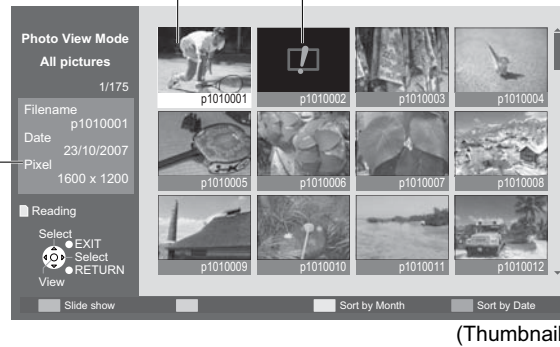 Photo View Mode
All pictures
1/175
Filename
p1010001
Date
23/10/2007
Pixel
1600 x 1200
Reading
Select
EXIT
Select
RETURN
View
p1010001
p1010002
p1010003
p1010004
p1010005
p1010006
p1010007
p1010008
p1010009
p1010010
p1010011
p1010012
Slide show
Sort by Month
Sort by Date
(Thumbnail